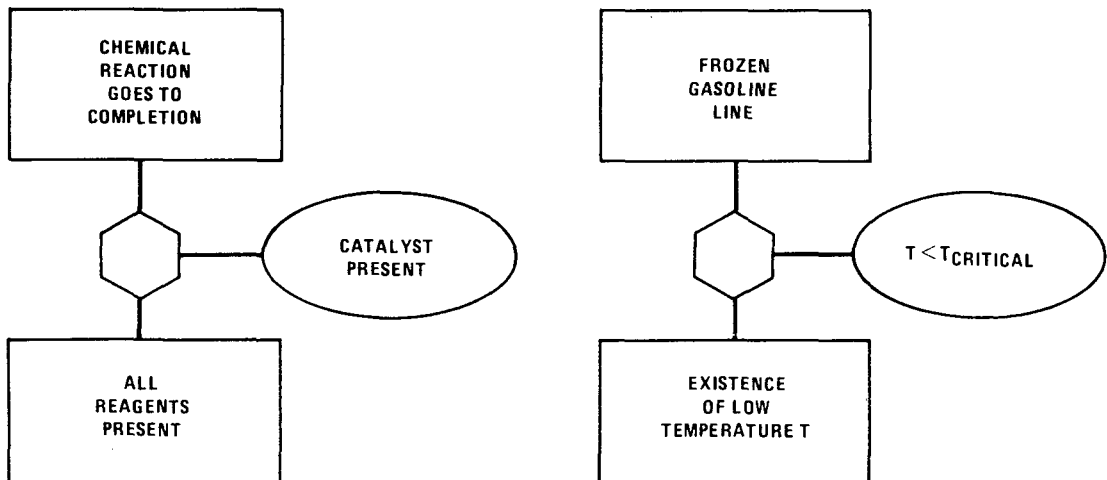 CHEMICAL
REACTION
GOES TO
COMPLETION
CATALYST
PRESENT
ALL
REAGENTS
PRESENT
FROZEN
GASOLINE
LINE
T < TCRITICAL
EXISTENCE
OF LOW
TEMPERATURE T